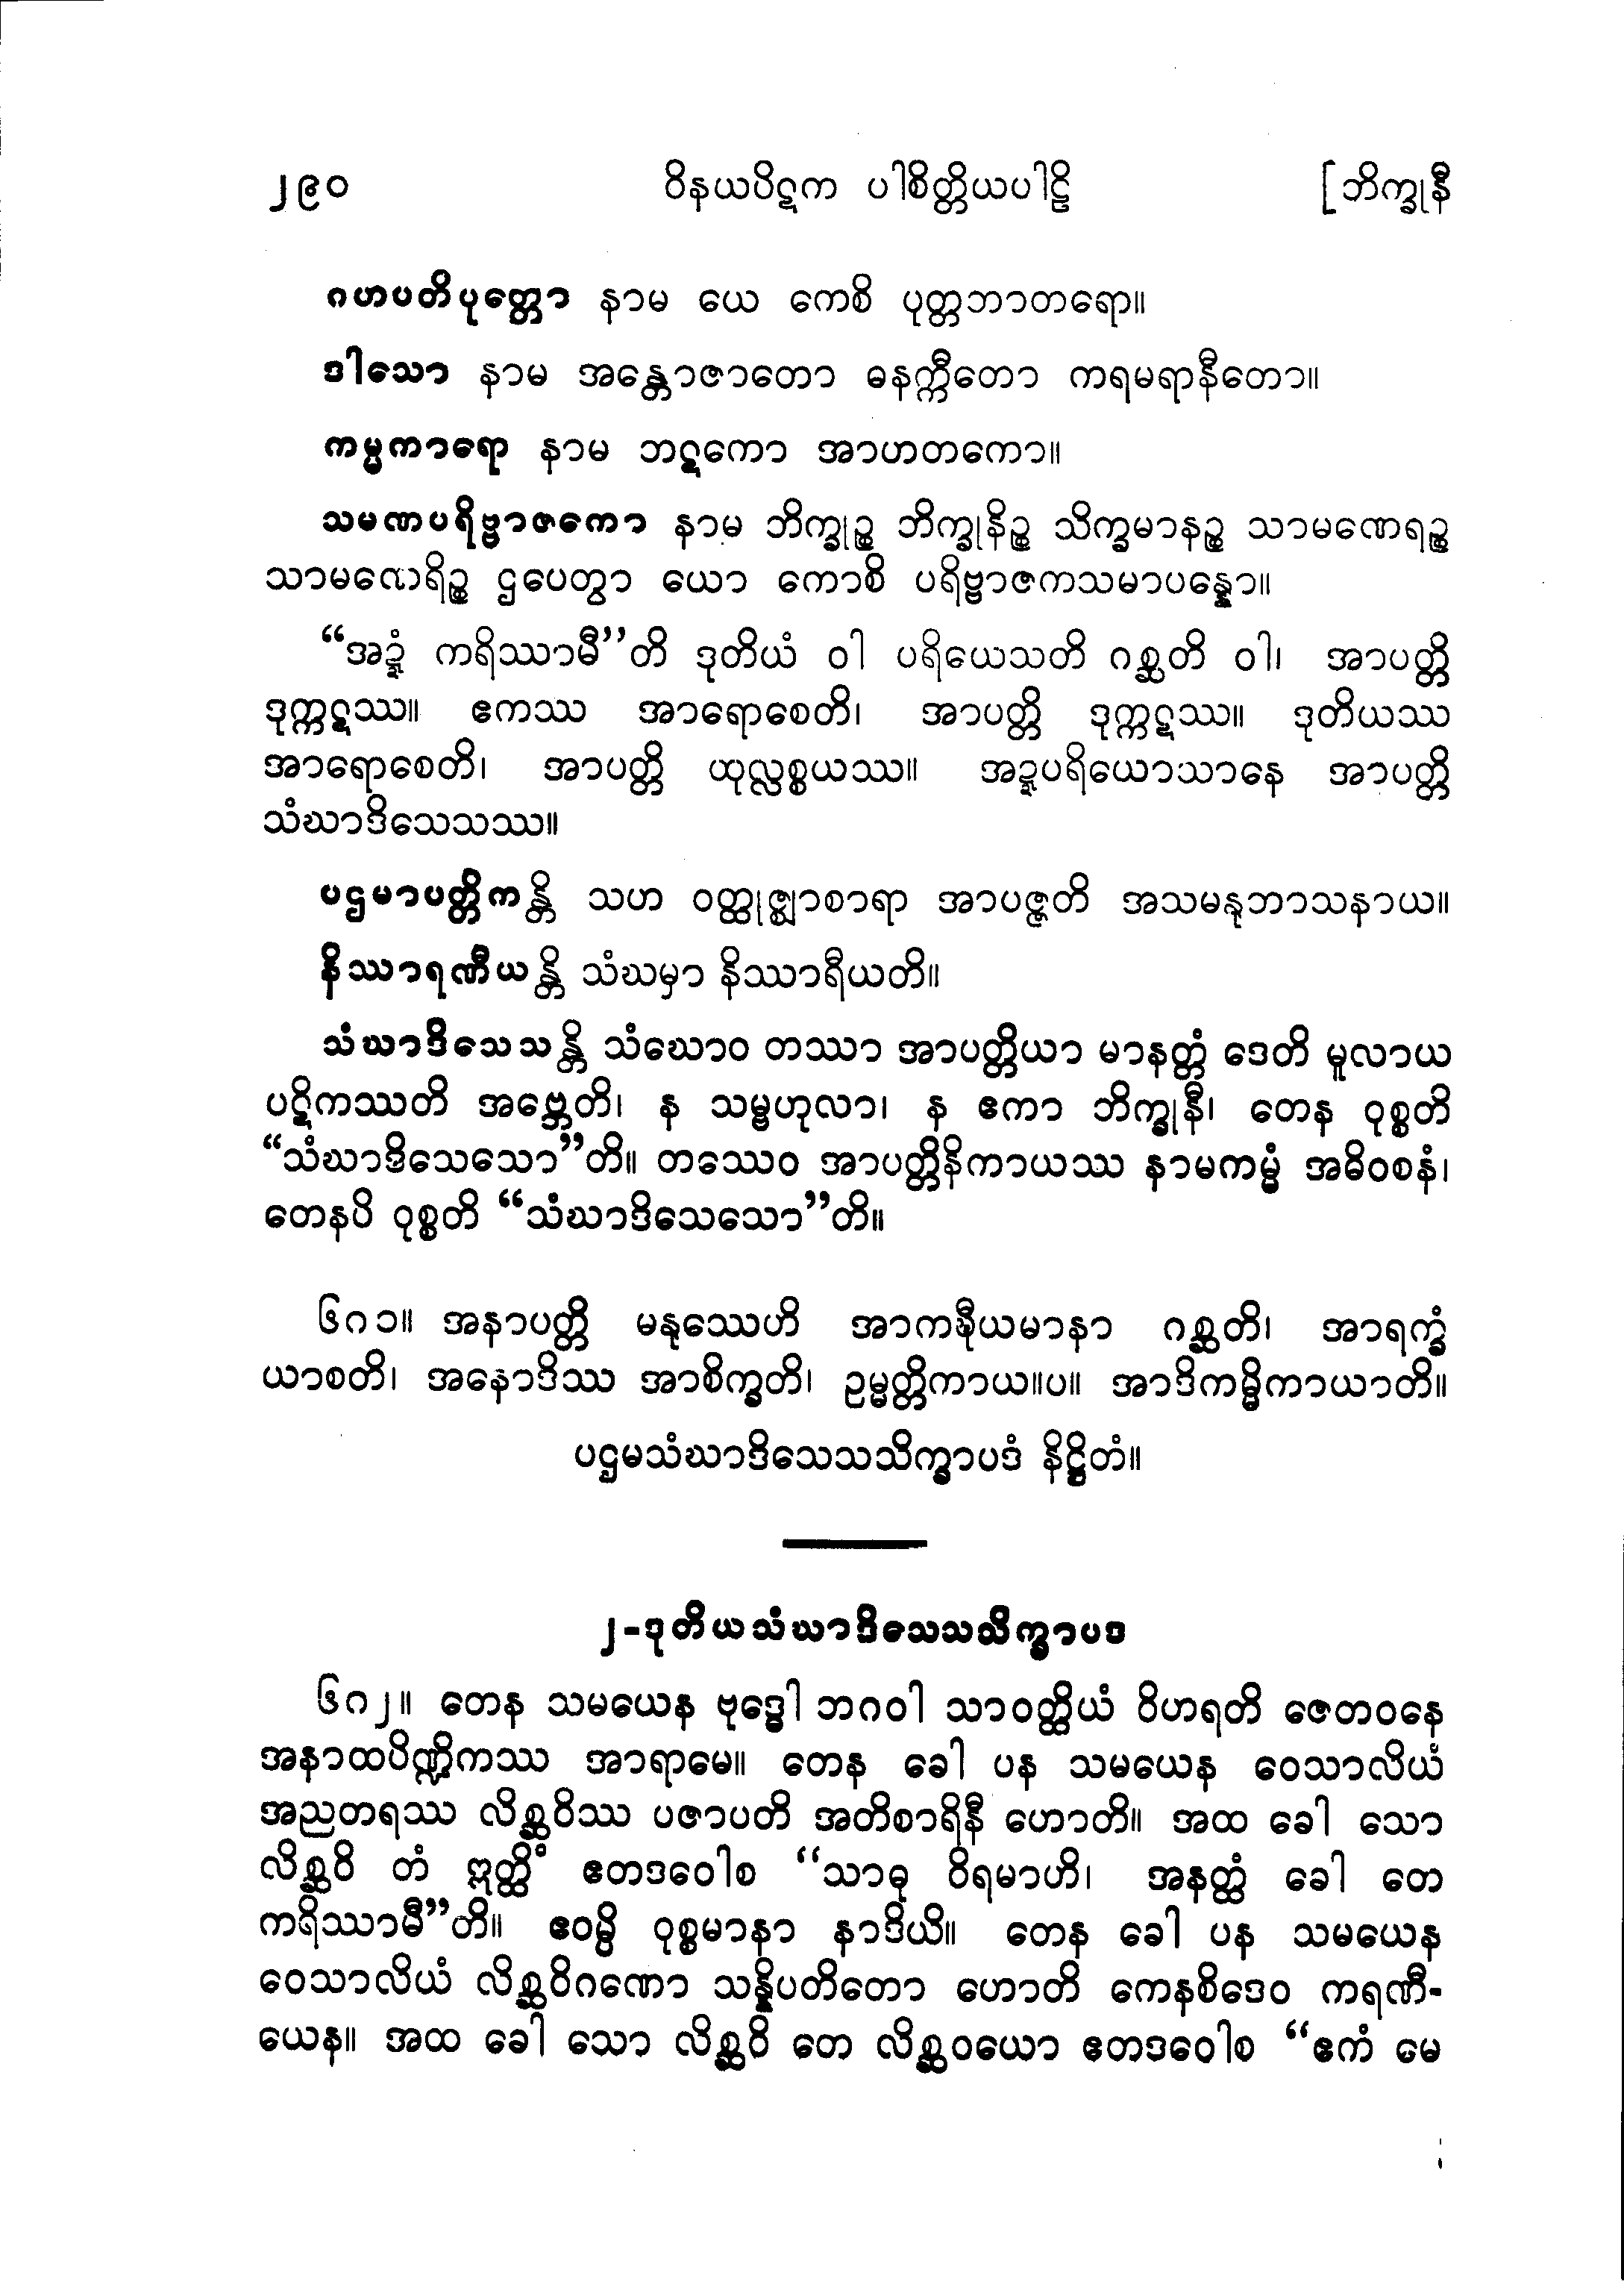 ၂၉၀ ဝိနယပိဋက ပါစိတ္တိယပါဠိ [ဘိက္ခုနီ
ဂဟပတိပုတ္တော နာမ ယေ ကေစိ ပုတ္တဘာတရော။
ဒါသော နာမ အန္တောဇာတော ဓနက္ကီတော ကရမရာနီတော။
ကမ္မကာရော နာမ ဘဋကော အာဟတကော။
သမဏပရိဗ္ဗာဇကော နာမ ဘိက္ခုဉ္စ ဘိက္ခုနိဉ္စ သိက္ခမာနဉ္စ သာမဏေရဉ္စ
သာမဏေရိဉ္စ ဌပေတွာ ယော ကောစိ ပရိဗ္ဗာဇကသမာပန္နော။
“အဍ္ဍံ ကရိဿာမီ”တိ ဒုတိယံ ဝါ ပရိယေသတိ ဂစ္ဆတိ ဝါ၊ အာပတ္တိ
ဒုက္ကဋဿ။ ဧကဿ အာရောစေတိ၊ အာပတ္တိ ဒုက္ကဋဿ။ ဒုတိယဿ
အာရောစေတိ၊ အာပတ္တိ ထုလ္လစ္စယဿ။ အဍ္ဍပရိယောသာနေ အာပတ္တိ
သံဃာဒိသေသဿ။
ပဌမာပတ္တိကန္တိ သဟ ဝတ္ထုဇ္ဈာစာရာ အာပဇ္ဇတိ အသမနုဘာသနာယ။
နိဿာရဏီယန္တိ သံဃမှာ နိဿာရီယတိ။
သံဃာဒိသေသန္တိ သံဃောဝ တဿာ အာပတ္တိယာ မာနတ္တံ ဒေတိ မူလာယ
ပဋိကဿတိ အဗ္ဘေတိ၊ န သမ္ဗဟုလာ၊ န ဧကာ ဘိက္ခုနီ၊ တေန ဝုစ္စတိ
“သံဃာဒိသေသော”တိ။ တဿေဝ အာပတ္တိနိကာယဿ နာမကမ္မံ အဓိဝစနံ၊
တေနပိ ဝုစ္စတိ “သံဃာဒိသေသော”တိ။
၆၈၁။ အနာပတ္တိ မနုဿေဟိ အာကဍ္ဎီယမာနာ ဂစ္ဆတိ၊ အာရက္ခံ
ယာစတိ၊ အနောဒိဿ အာစိက္ခတိ၊ ဥမ္မတ္တိကာယ။ပ။ အာဒိကမ္မိကာယာတိ။
ပဌမသံဃာဒိသေသသိက္ခာပဒံ နိဋ္ဌိတံ။
၂-ဒုတိယသံဃာဒိသေသသိက္ခာပဒ
၆၈၂။ တေန သမယေန ဗုဒ္ဓေါ ဘဂဝါ သာဝတ္ထိယံ ဝိဟရတိ ဇေတဝနေ
အနာထပိဏ္ဍိကဿ အာရာမေ။ တေန ခေါ ပန သမယေန ဝေသာလိယံ
အညတရဿ လိစ္ဆဝိဿ ပဇာပတိ အတိစာရိနီ ဟောတိ။ အထ ခေါ သော
လိစ္ဆဝိ တံ ဣတ္ထိံ ဧတဒဝေါစ “သာဓု ဝိရမာဟိ၊ အနတ္ထံ ခေါ တေ
ကရိဿာမီ”တိ။ ဧဝမ္ပိ ဝုစ္စမာနာ နာဒိယိ။ တေန ခေါ ပန သမယေန
ဝေသာလိယံ လိစ္ဆဝိဂဏော သန္နိပတိတော ဟောတိ ကေနစိဒေဝ ကရဏီ-
ယေန။ အထ ခေါ သော လိစ္ဆဝိ တေ လိစ္ဆဝယော ဧတဒဝေါစ “ဧကံ မေ